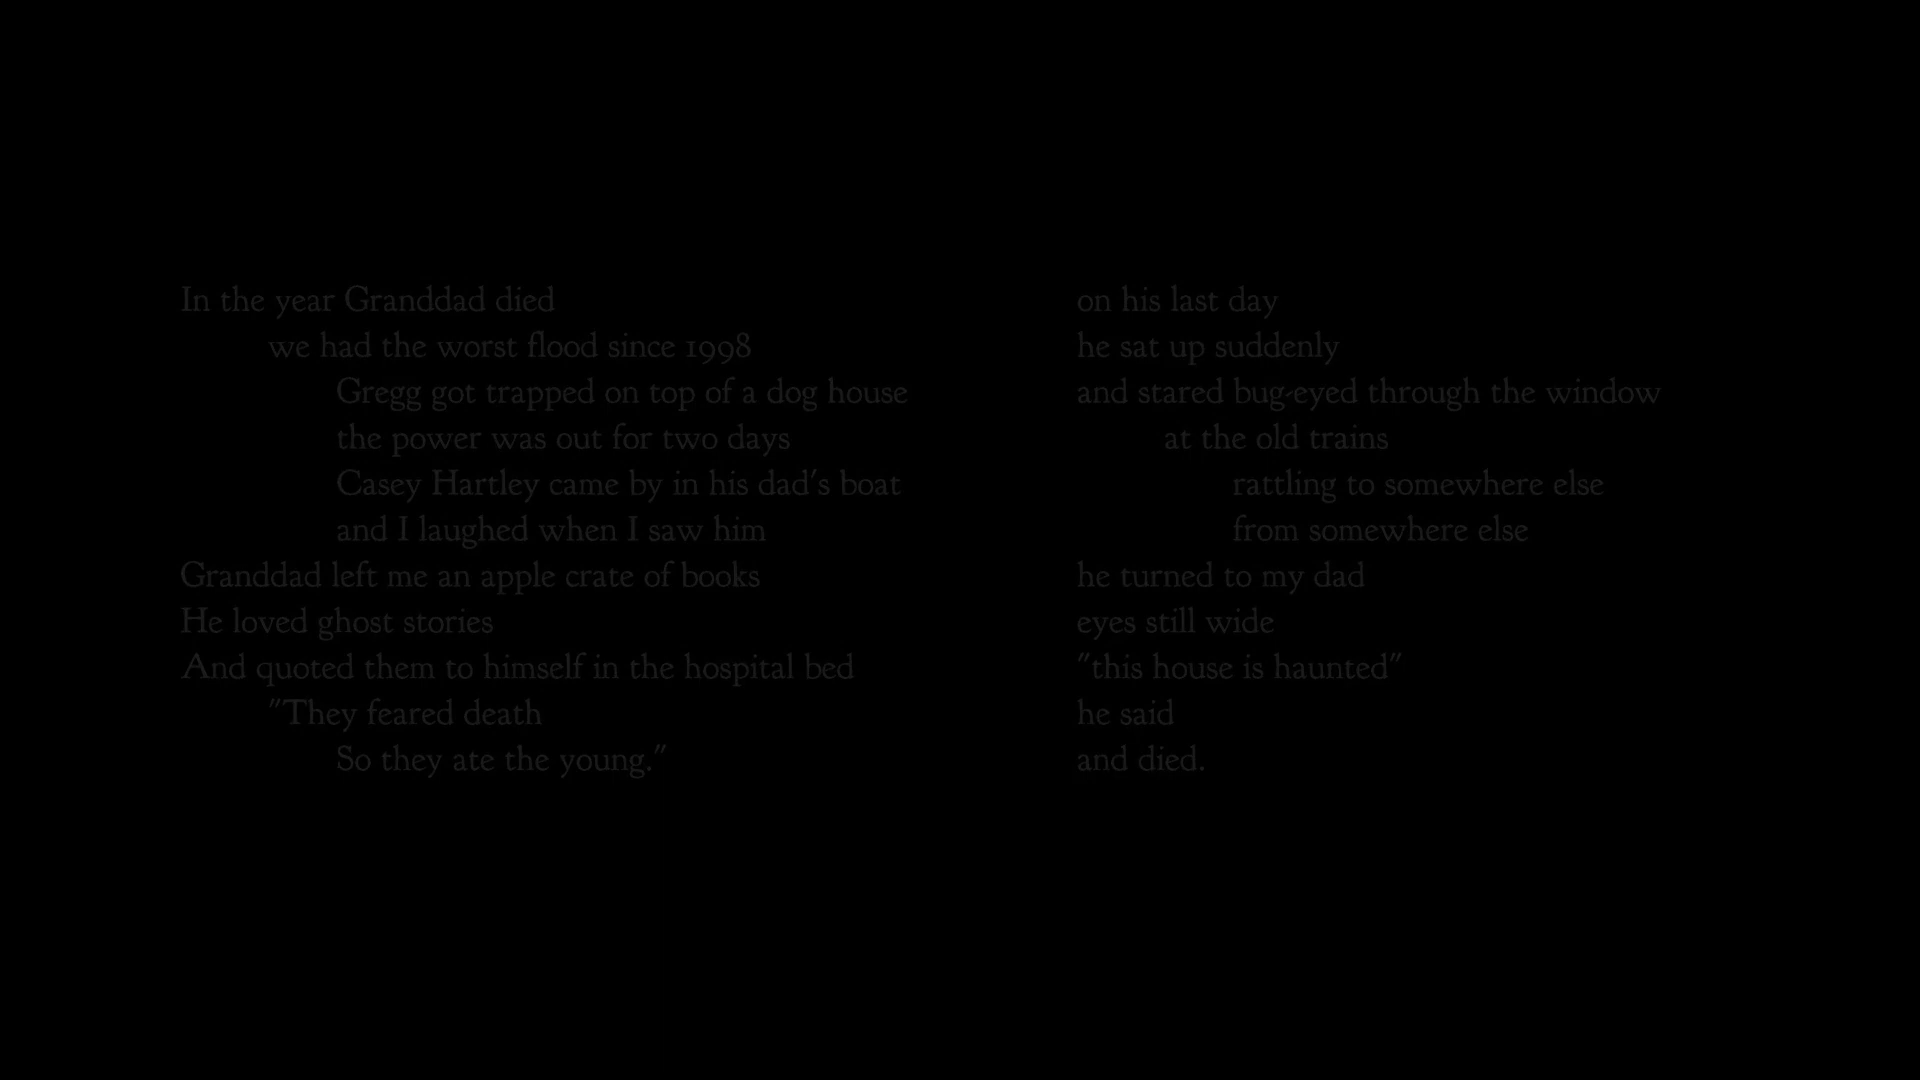 In the year Granddad died
we had the worst flood since 1998
Gregg got trapped on top of a dog house
the power was out for two days
Casey Hartley came by in his dad's boat
and I laughed when I saw him
Granddad left me an apple crate of books
He loved ghost stories
And quoted them to himself in the hospital bed
"They feared death
So they ate the young."
on his last day
he sat up suddenly
and stared bug-eyed through the window
at the old trains
rattling to somewhere else
from somewhere else
he turned to my dad
eyes still wide
"this house is haunted"
he said
and died.